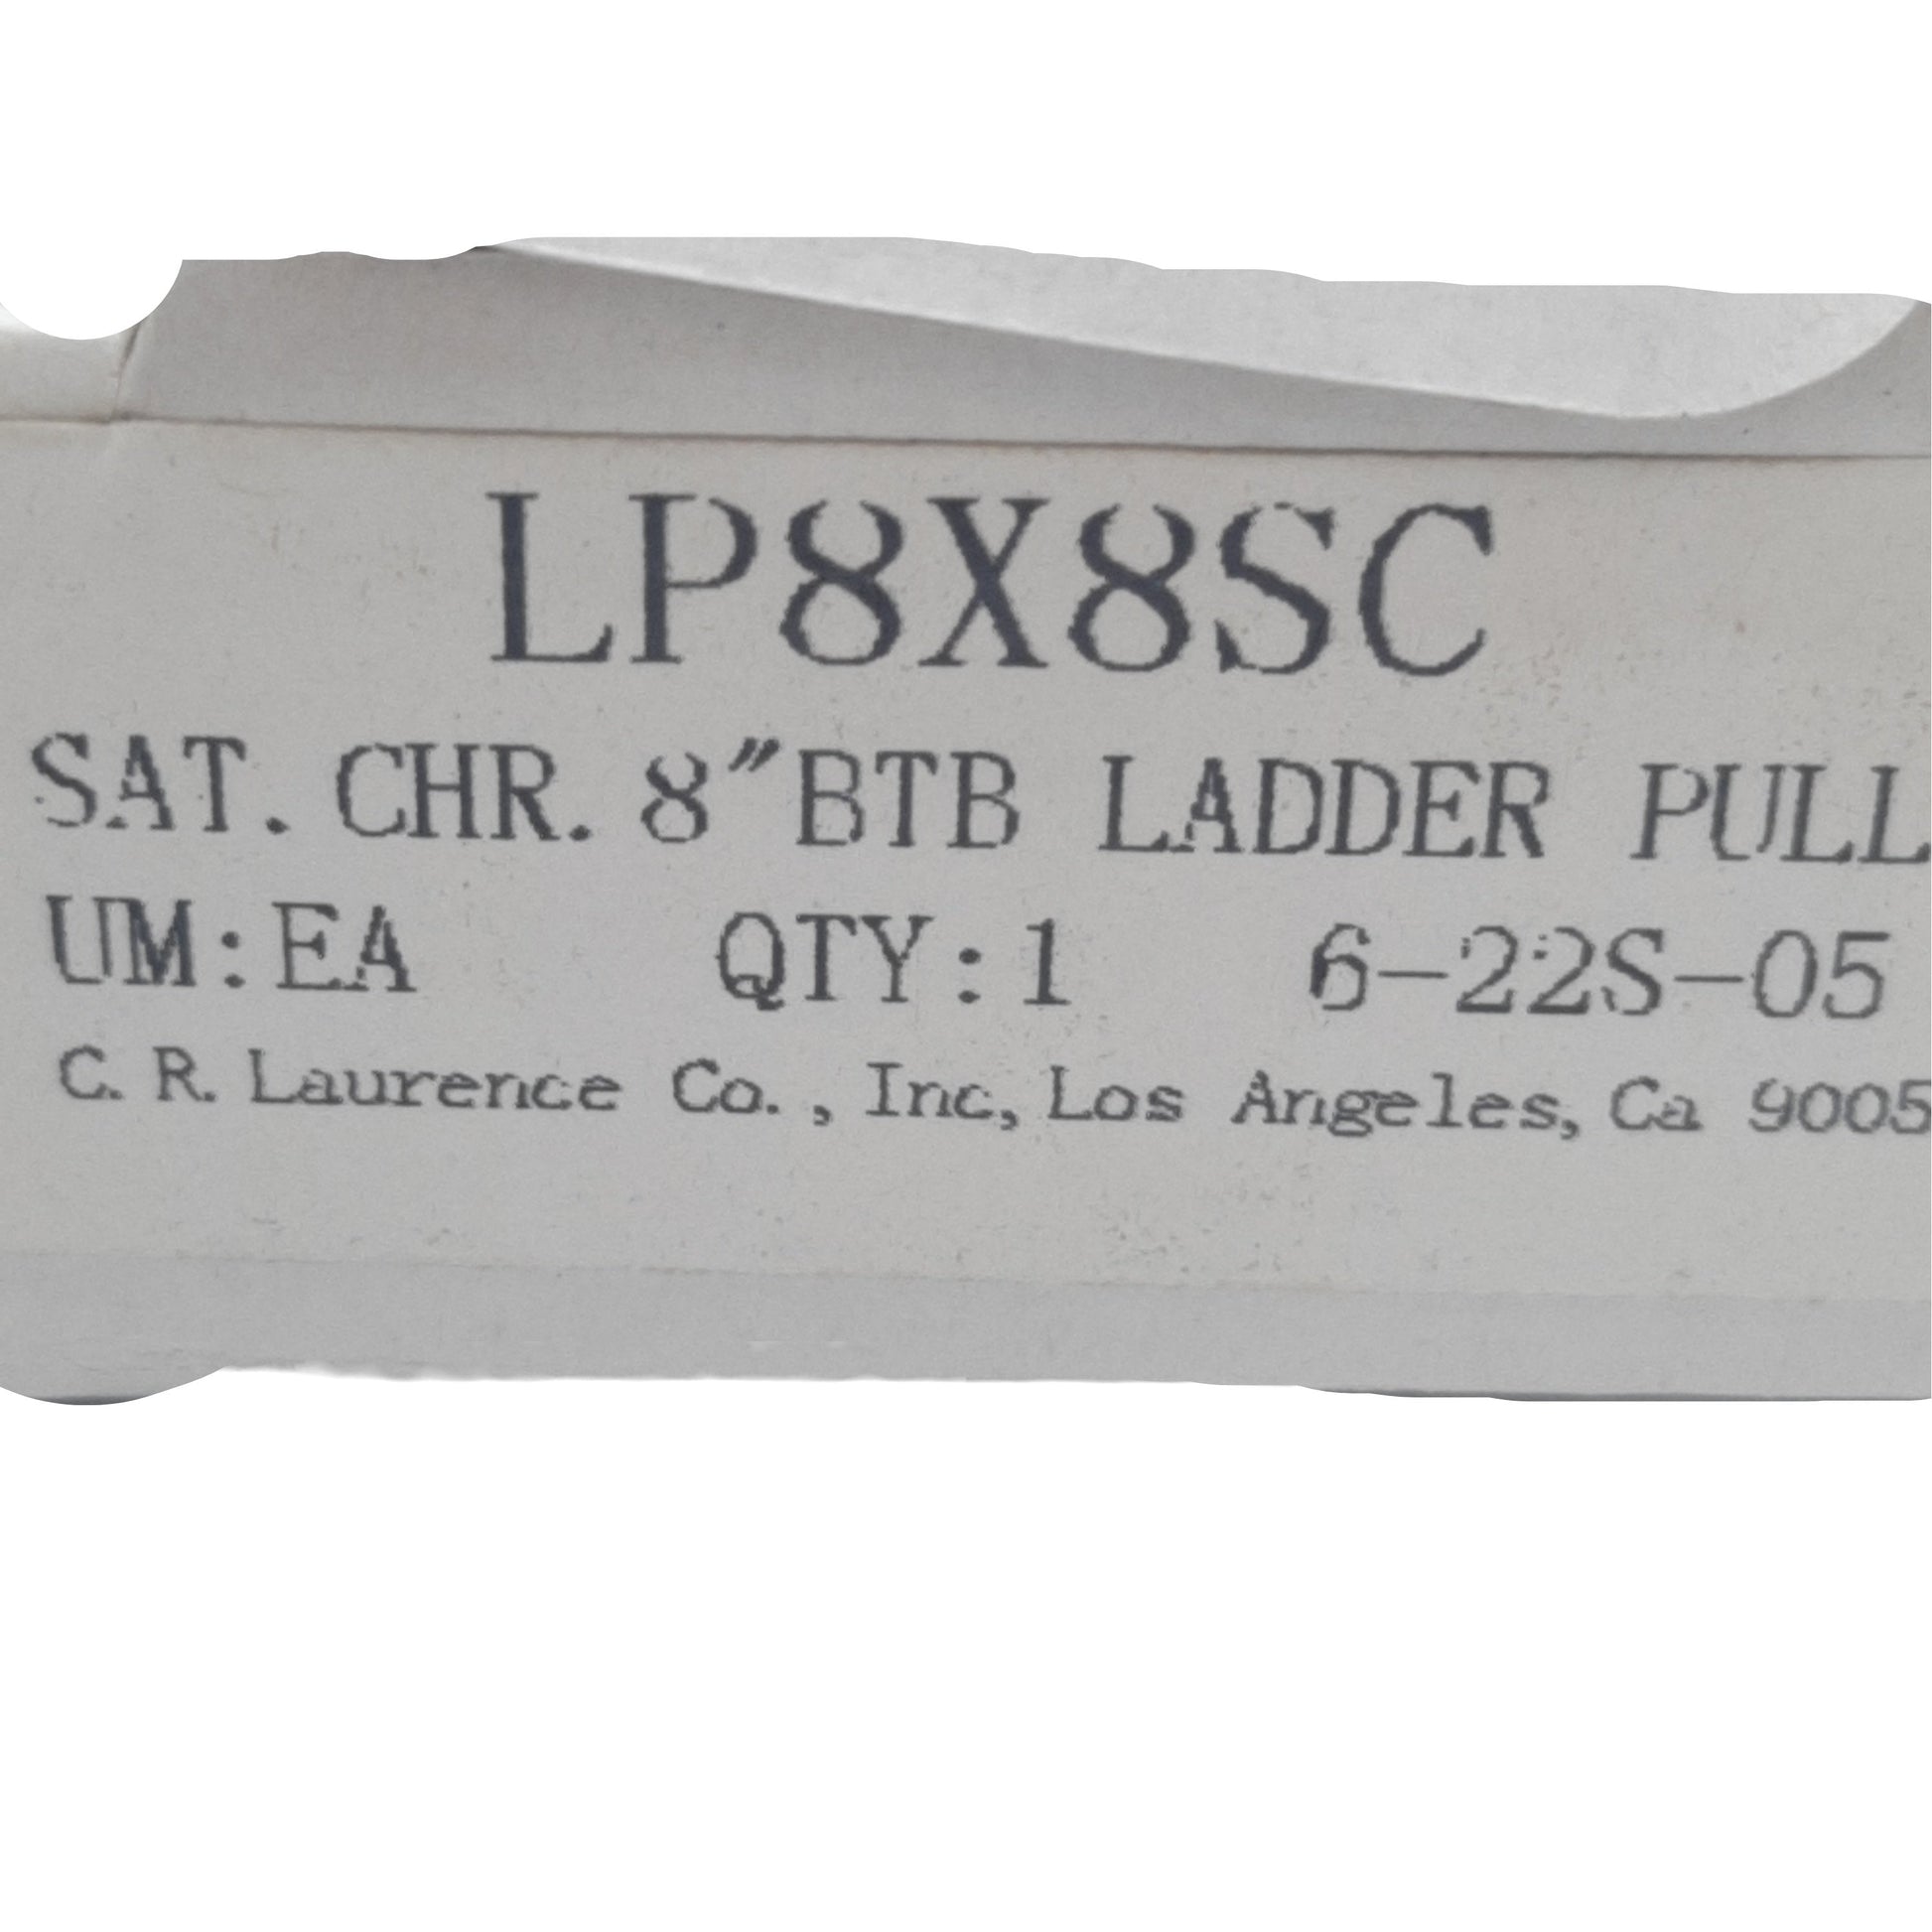 LP8X8SC
SAT. CHR. 8"BTB LADDER PULL
UM:EA QTY:1 6-22S-05
C. R. Laurence Co., Inc, Los Angeles, Ca 9005